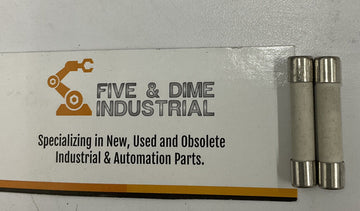 FIVE & DIME
INDUSTRIAL
Specializing in New, Used and Obsolete
Industrial & Automation Parts.